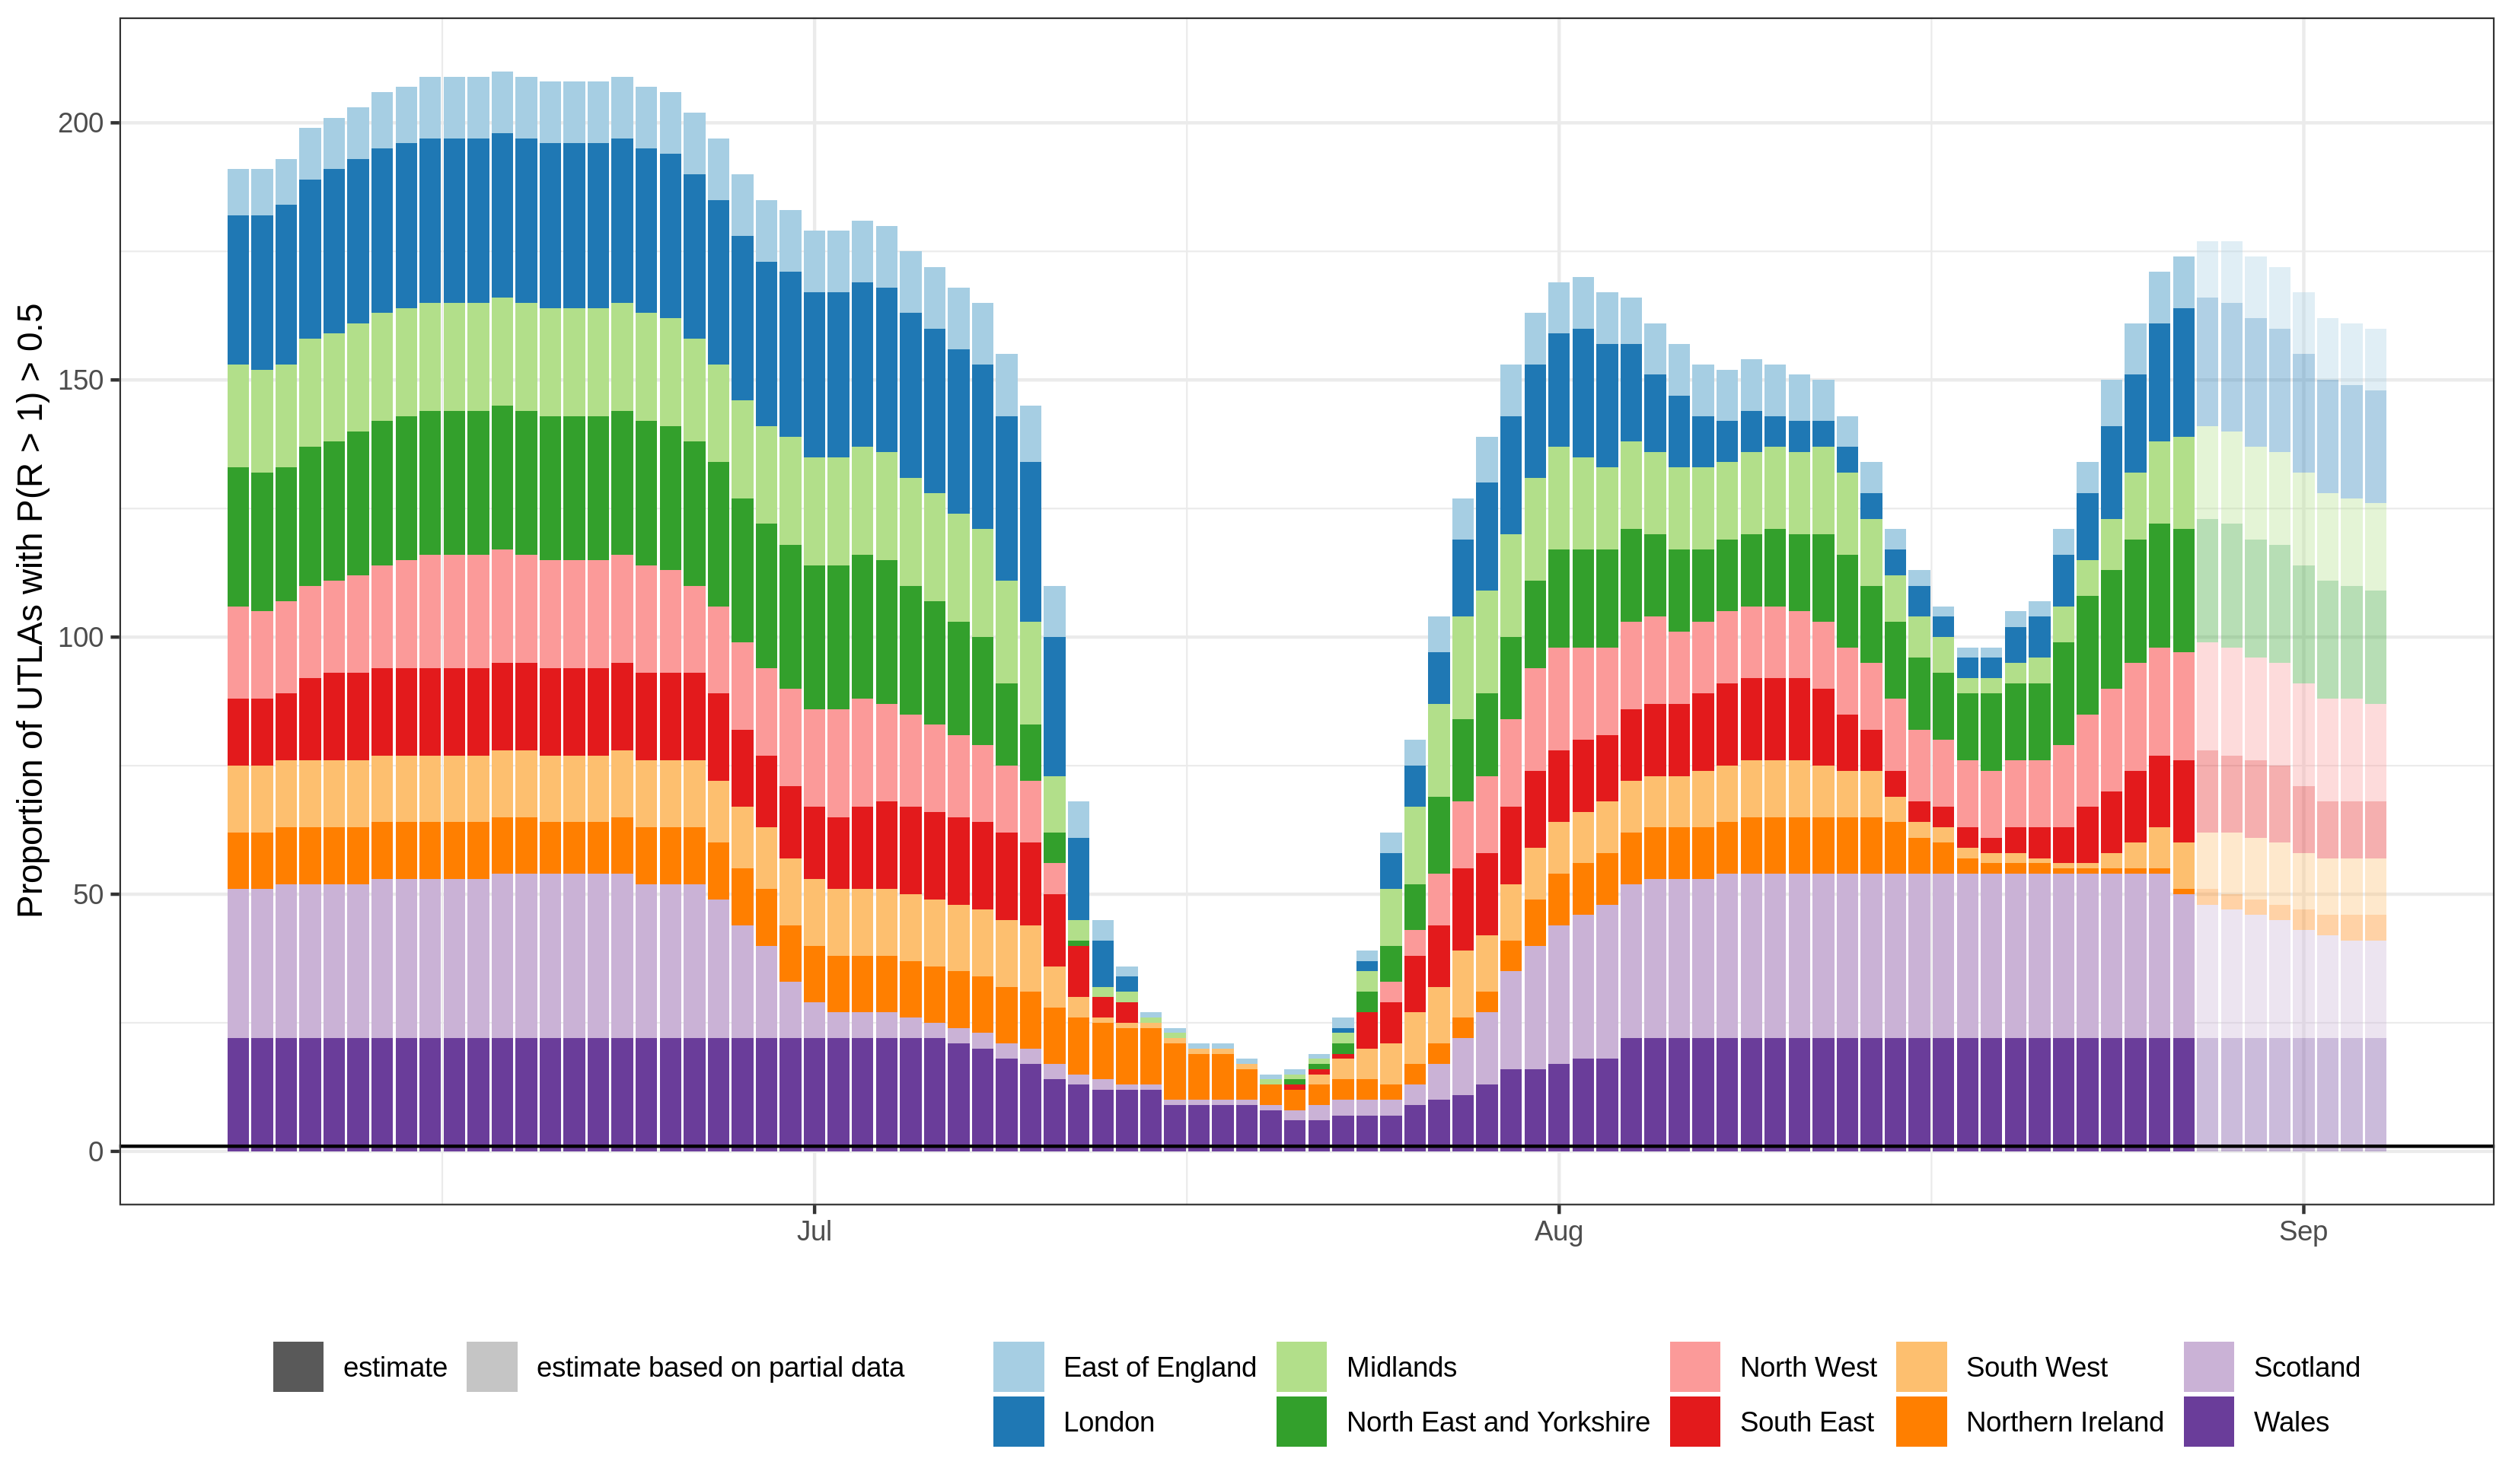 Proportion of UTLAs with P(R > 1) > 0.5
200
150
100
50
0
Jul Aug Sep
estimate estimate based on partial data East of England Midlands North West South West Scotland
London North East and Yorkshire South East Northern Ireland Wales